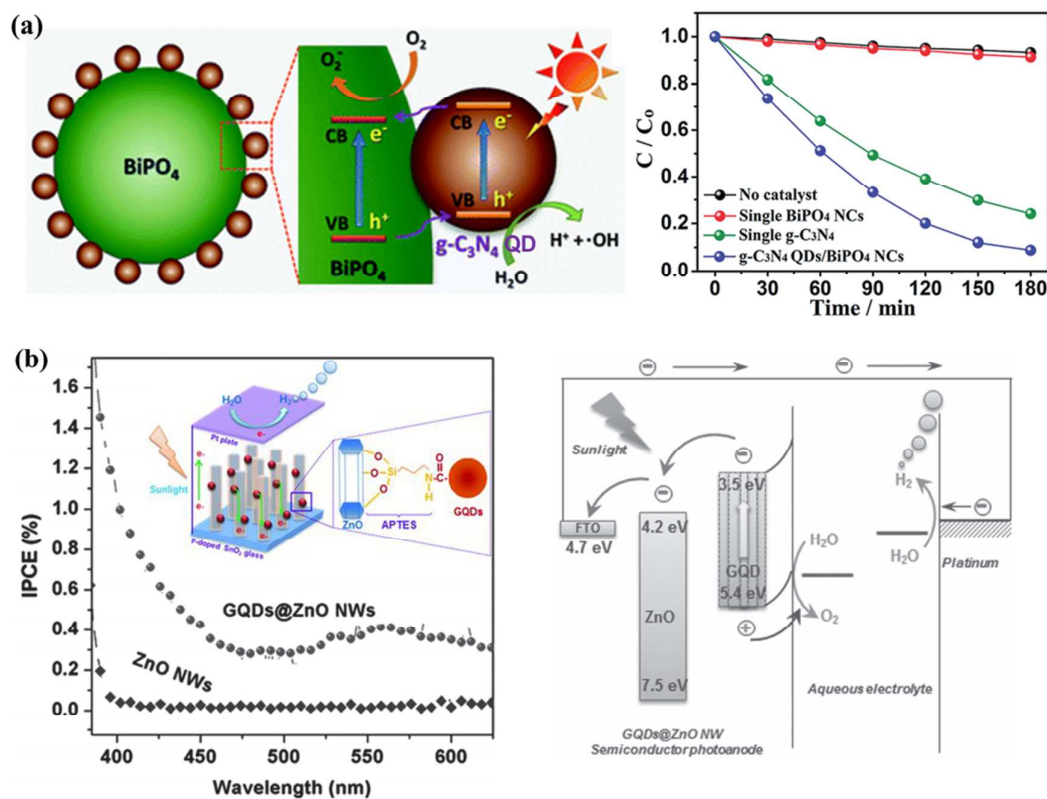 (a)
BiPO4
O2-
O2
CB
e-
CB
e-
VB
h+
VB
h+
g-C3N4 QD
BiPO4
H+ + ·OH
H2O
C / Co
1.0
0.8
0.6
0.4
0.2
0.0
No catalyst
Single BiPO4 NCs
Single g-C3N4
g-C3N4 QDs/BiPO4 NCs
0 30 60 90 120 150 180
Time / min
(b)
IPCE (%)
1.6
1.4
1.2
1.0
0.8
0.6
0.4
0.2
0.0
H2O
H2
e-
Pt plate
Sunlight
e-
e-
e-
e-
e-
F-doped SnO2 glass
ZnO
O
O
O
Si
N
H
C
O
APTES
GQDs
GQDs@ZnO NWs
ZnO NWs
400 450 500 550 600
Wavelength (nm)
Sunlight
FTO
4.7 eV
4.2 eV
ZnO
7.5 eV
3.5 eV
GQD
5.4 eV
H2O
O2
H2
H2O
Platinum
Aqueous electrolyte
GQDs@ZnO NW
Semiconductor photoanode